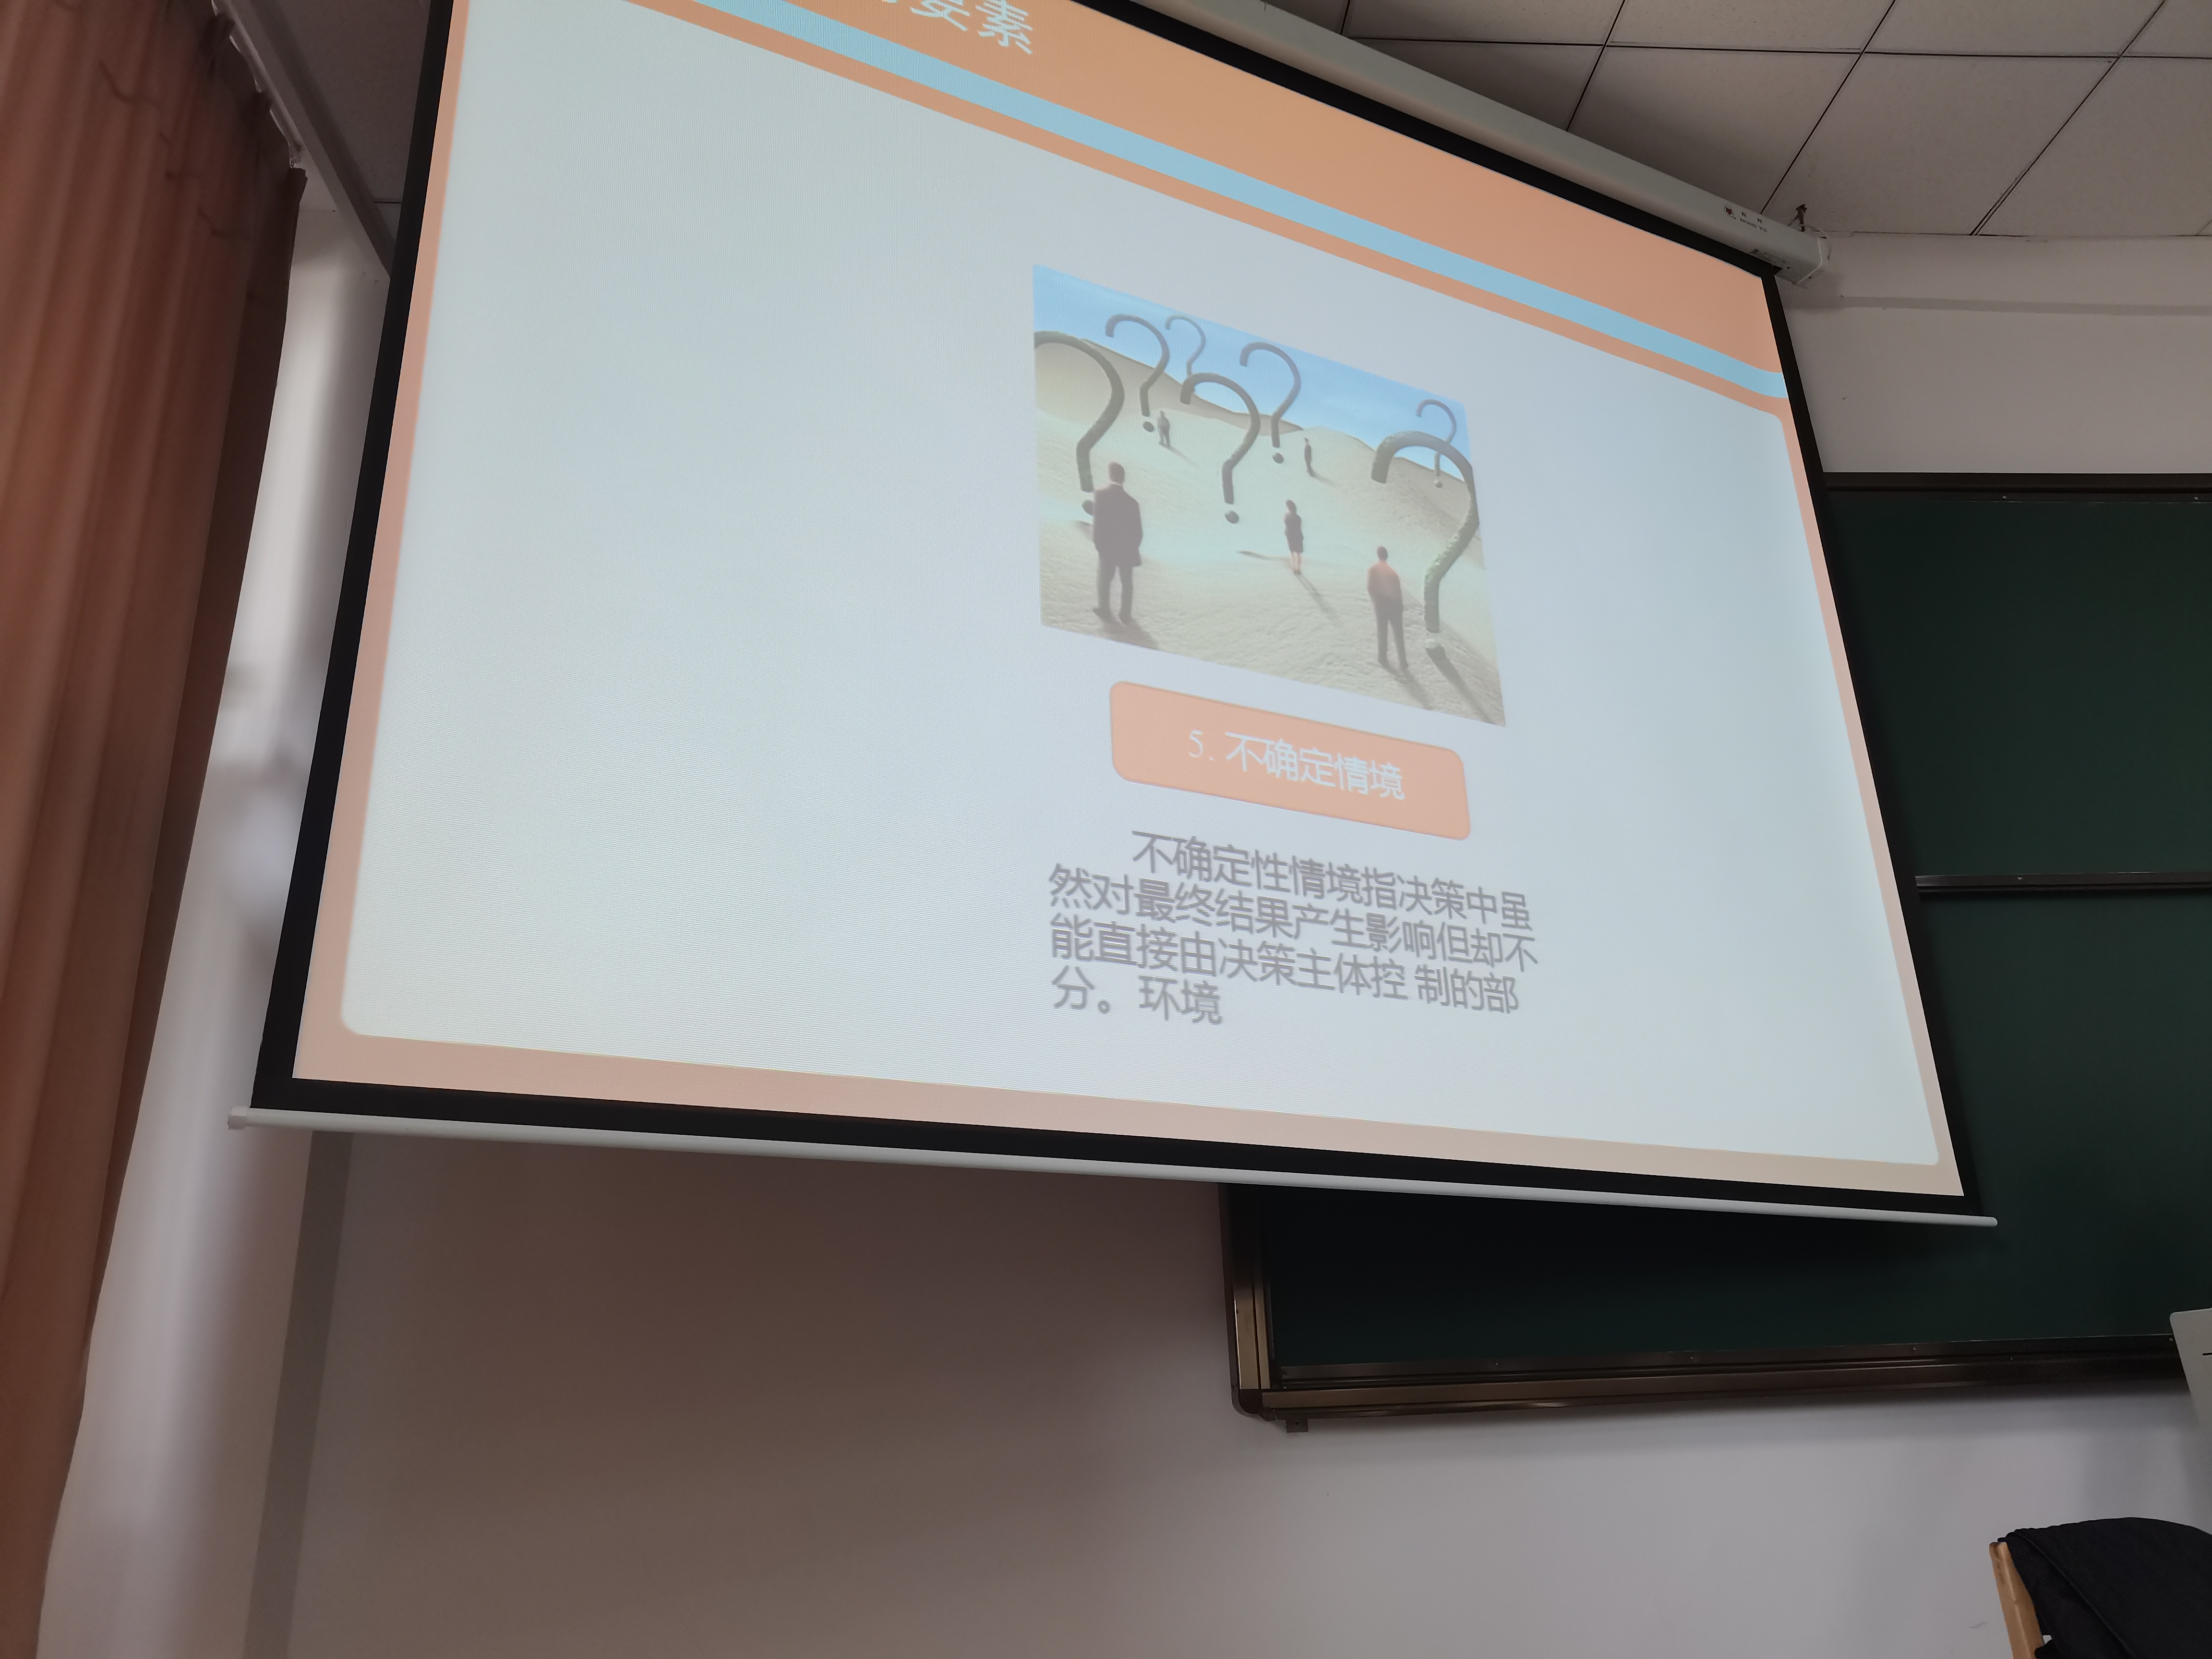 要素
5. 不确定情境
不确定性情境指决策中虽
然对最终结果产生影响但却不
能直接由决策主体控 制的部
分。环境